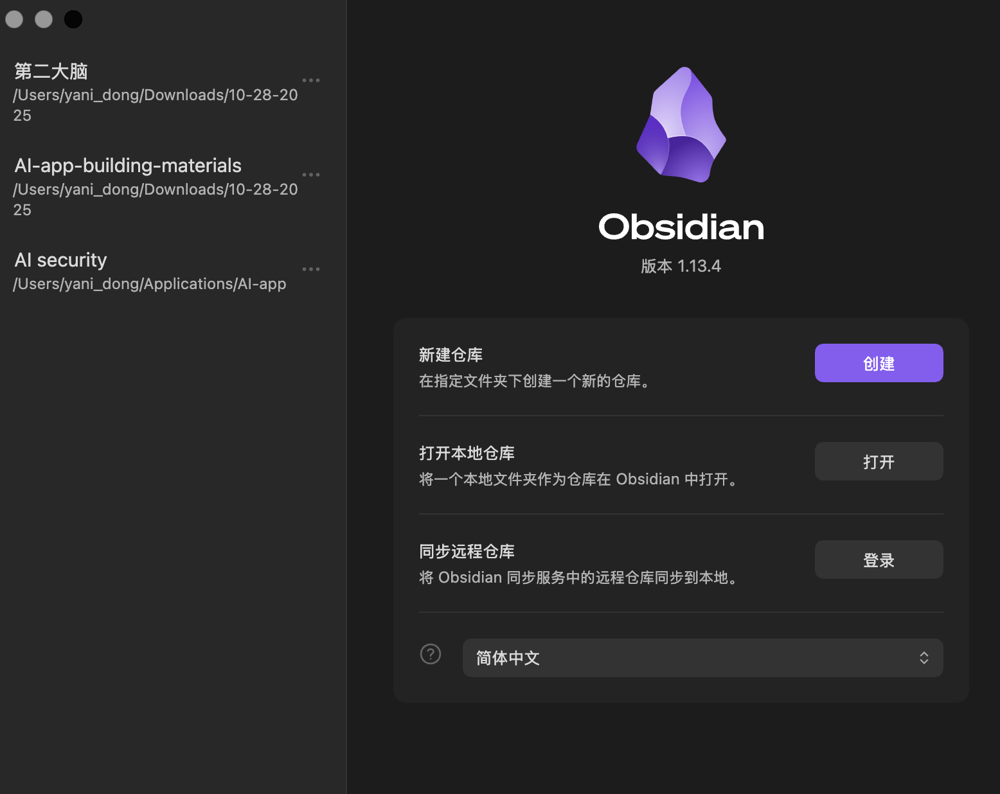 第二大脑
/Users/yani_dong/Downloads/10-28-20
25
AI-app-building-materials
/Users/yani_dong/Downloads/10-28-20
25
AI security
/Users/yani_dong/Applications/AI-app
Obsidian
版本 1.13.4
新建仓库
在指定文件夹下创建一个新的仓库。
创建
打开本地仓库
将一个本地文件夹作为仓库在 Obsidian 中打开。
打开
同步远程仓库
将 Obsidian 同步服务中的远程仓库同步到本地。
登录
简体中文